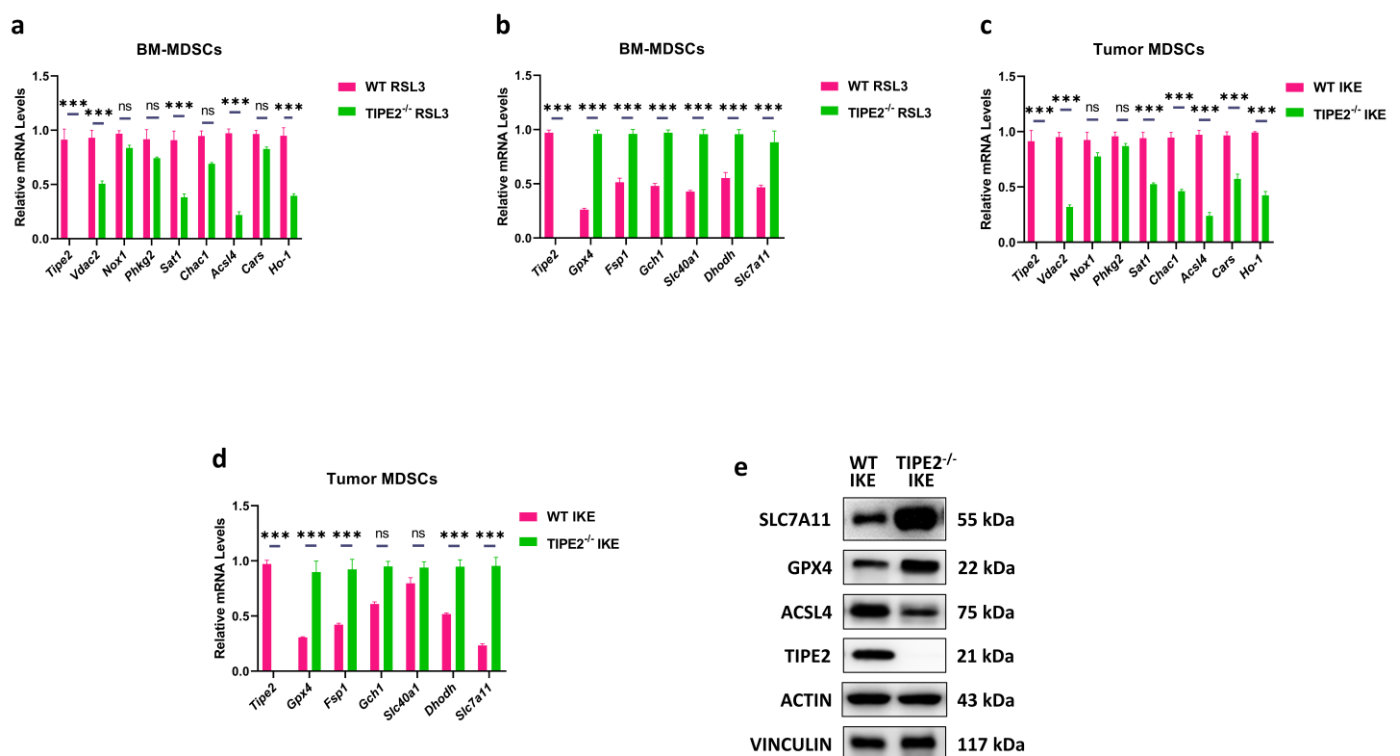 a
BM-MDSCs
Relative mRNA Levels
1.5
1.0
0.5
0.0
*** *** ns ns *** *** *** ns ***
WT RSL3
TIPE2-/- RSL3
Tipe2 Vdac2 Nox1 Phkg2 Sat1 Chac1 Acsl4 Cars Ho-1
b
BM-MDSCs
Relative mRNA Levels
1.5
1.0
0.5
0.0
*** *** *** *** *** *** ***
WT RSL3
TIPE2-/- RSL3
Tipe2 Gpx4 Fsp1 Gch1 Slc40a1 Dhodh Slc7a11
c
Tumor MDSCs
Relative mRNA Levels
1.5
1.0
0.5
0.0
*** *** ns ns *** *** *** *** ***
WT IKE
TIPE2-/- IKE
Tipe2 Vdac2 Nox1 Phkg2 Sat1 Chac1 Acsl4 Cars Ho-1
d
Tumor MDSCs
Relative mRNA Levels
1.5
1.0
0.5
0.0
*** *** *** ns ns *** ***
WT IKE
TIPE2-/- IKE
Tipe2 Gpx4 Fsp1 Gch1 Slc40a1 Dhodh Slc7a11
e
WT TIPE2-/-
IKE IKE
SLC7A11 55 kDa
GPX4 22 kDa
ACSL4 75 kDa
TIPE2 21 kDa
ACTIN 43 kDa
VINCULIN 117 kDa